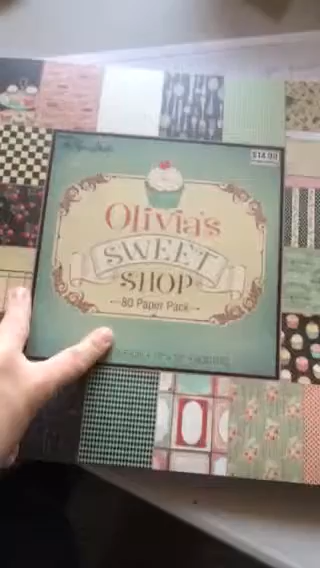 $14.99
Olivia's
SWEET
SHOP
80 Paper Pack